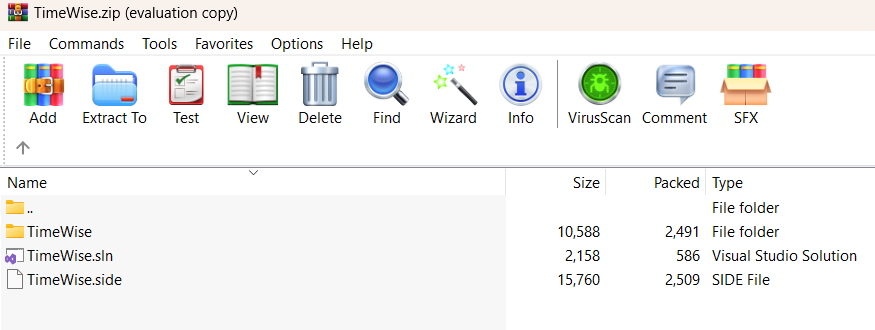 TimeWise.zip (evaluation copy)
File Commands Tools Favorites Options Help
Add Extract To Test View Delete Find Wizard Info VirusScan Comment SFX
Name Size Packed Type
.. File folder
TimeWise 10,588 2,491 File folder
TimeWise.sln 2,158 586 Visual Studio Solution
TimeWise.side 15,760 2,509 SIDE File